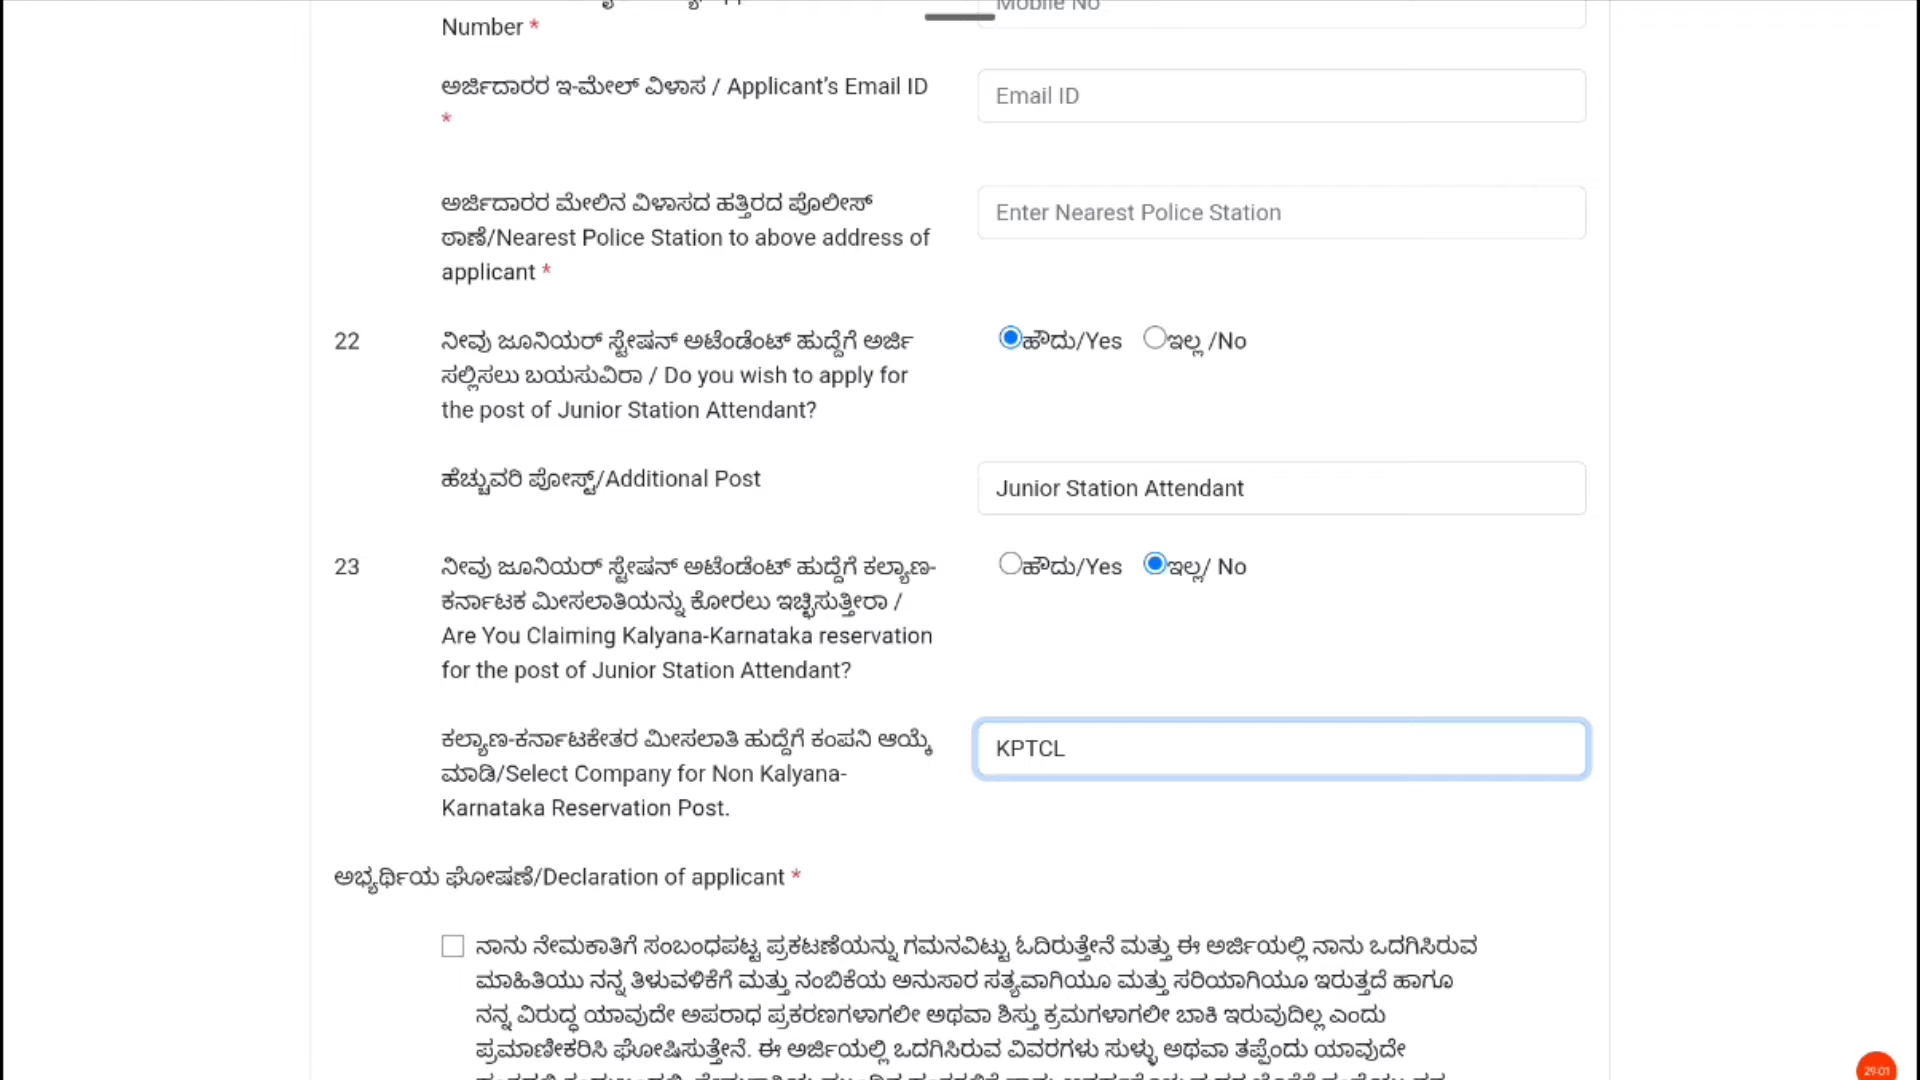 Number *
Mobile No
ಅರ್ಜಿದಾರರ ಇ-ಮೇಲ್ ವಿಳಾಸ / Applicant's Email ID
*
Email ID
ಅರ್ಜಿದಾರರ ಮೇಲಿನ ವಿಳಾಸದ ಹತ್ತಿರದ ಪೊಲೀಸ್
ಠಾಣೆ/Nearest Police Station to above address of
applicant *
Enter Nearest Police Station
22
ನೀವು ಜೂನಿಯರ್ ಸ್ಟೇಷನ್ ಅಟೆಂಡೆಂಟ್ ಹುದ್ದೆಗೆ ಅರ್ಜಿ
ಸಲ್ಲಿಸಲು ಬಯಸುವಿರಾ / Do you wish to apply for
the post of Junior Station Attendant?
ಹೌದು/Yes ಇಲ್ಲ /No
ಹೆಚ್ಚುವರಿ ಪೋಸ್ಟ್/Additional Post
Junior Station Attendant
23
ನೀವು ಜೂನಿಯರ್ ಸ್ಟೇಷನ್ ಅಟೆಂಡೆಂಟ್ ಹುದ್ದೆಗೆ ಕಲ್ಯಾಣ-
ಕರ್ನಾಟಕ ಮೀಸಲಾತಿಯನ್ನು ಕೋರಲು ಇಚ್ಛಿಸುತ್ತೀರಾ /
Are You Claiming Kalyana-Karnataka reservation
for the post of Junior Station Attendant?
ಹೌದು/Yes ಇಲ್ಲ/ No
ಕಲ್ಯಾಣ-ಕರ್ನಾಟಕೇತರ ಮೀಸಲಾತಿ ಹುದ್ದೆಗೆ ಕಂಪನಿ ಆಯ್ಕೆ
ಮಾಡಿ/Select Company for Non Kalyana-
Karnataka Reservation Post.
KPTCL
ಅಭ್ಯರ್ಥಿಯ ಘೋಷಣೆ/Declaration of applicant *
ನಾನು ನೇಮಕಾತಿಗೆ ಸಂಬಂಧಪಟ್ಟ ಪ್ರಕಟಣೆಯನ್ನು ಗಮನವಿಟ್ಟು ಓದಿರುತ್ತೇನೆ ಮತ್ತು ಈ ಅರ್ಜಿಯಲ್ಲಿ ನಾನು ಒದಗಿಸಿರುವ
ಮಾಹಿತಿಯು ನನ್ನ ತಿಳುವಳಿಕೆಗೆ ಮತ್ತು ನಂಬಿಕೆಯ ಅನುಸಾರ ಸತ್ಯವಾಗಿಯೂ ಮತ್ತು ಸರಿಯಾಗಿಯೂ ಇರುತ್ತದೆ ಹಾಗೂ
ನನ್ನ ವಿರುದ್ಧ ಯಾವುದೇ ಅಪರಾಧ ಪ್ರಕರಣಗಳಾಗಲೀ ಅಥವಾ ಶಿಸ್ತು ಕ್ರಮಗಳಾಗಲೀ ಬಾಕಿ ಇರುವುದಿಲ್ಲ ಎಂದು
ಪ್ರಮಾಣೀಕರಿಸಿ ಘೋಷಿಸುತ್ತೇನೆ. ಈ ಅರ್ಜಿಯಲ್ಲಿ ಒದಗಿಸಿರುವ ವಿವರಗಳು ಸುಳ್ಳು ಅಥವಾ ತಪ್ಪೆಂದು ಯಾವುದೇ
29:01